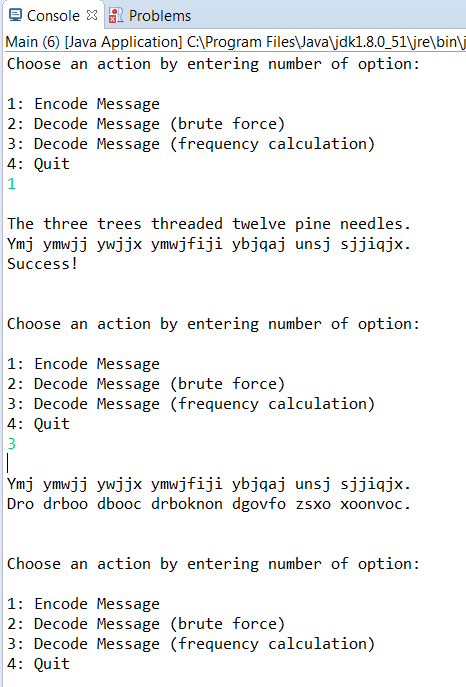 Console Problems
Main (6) [Java Application] C:\Program Files\Java\jdk1.8.0_51\jre\bin\j
Choose an action by entering number of option:
1: Encode Message
2: Decode Message (brute force)
3: Decode Message (frequency calculation)
4: Quit
1
The three trees threaded twelve pine needles.
Ymj ymwjj ywjjx ymwjfiji ybjqaj unsj sjjiqjx.
Success!
Choose an action by entering number of option:
1: Encode Message
2: Decode Message (brute force)
3: Decode Message (frequency calculation)
4: Quit
3
Ymj ymwjj ywjjx ymwjfiji ybjqaj unsj sjjiqjx.
Dro drboo dbooc drboknon dgovfo zsxo xoonvoc.
Choose an action by entering number of option:
1: Encode Message
2: Decode Message (brute force)
3: Decode Message (frequency calculation)
4: Quit